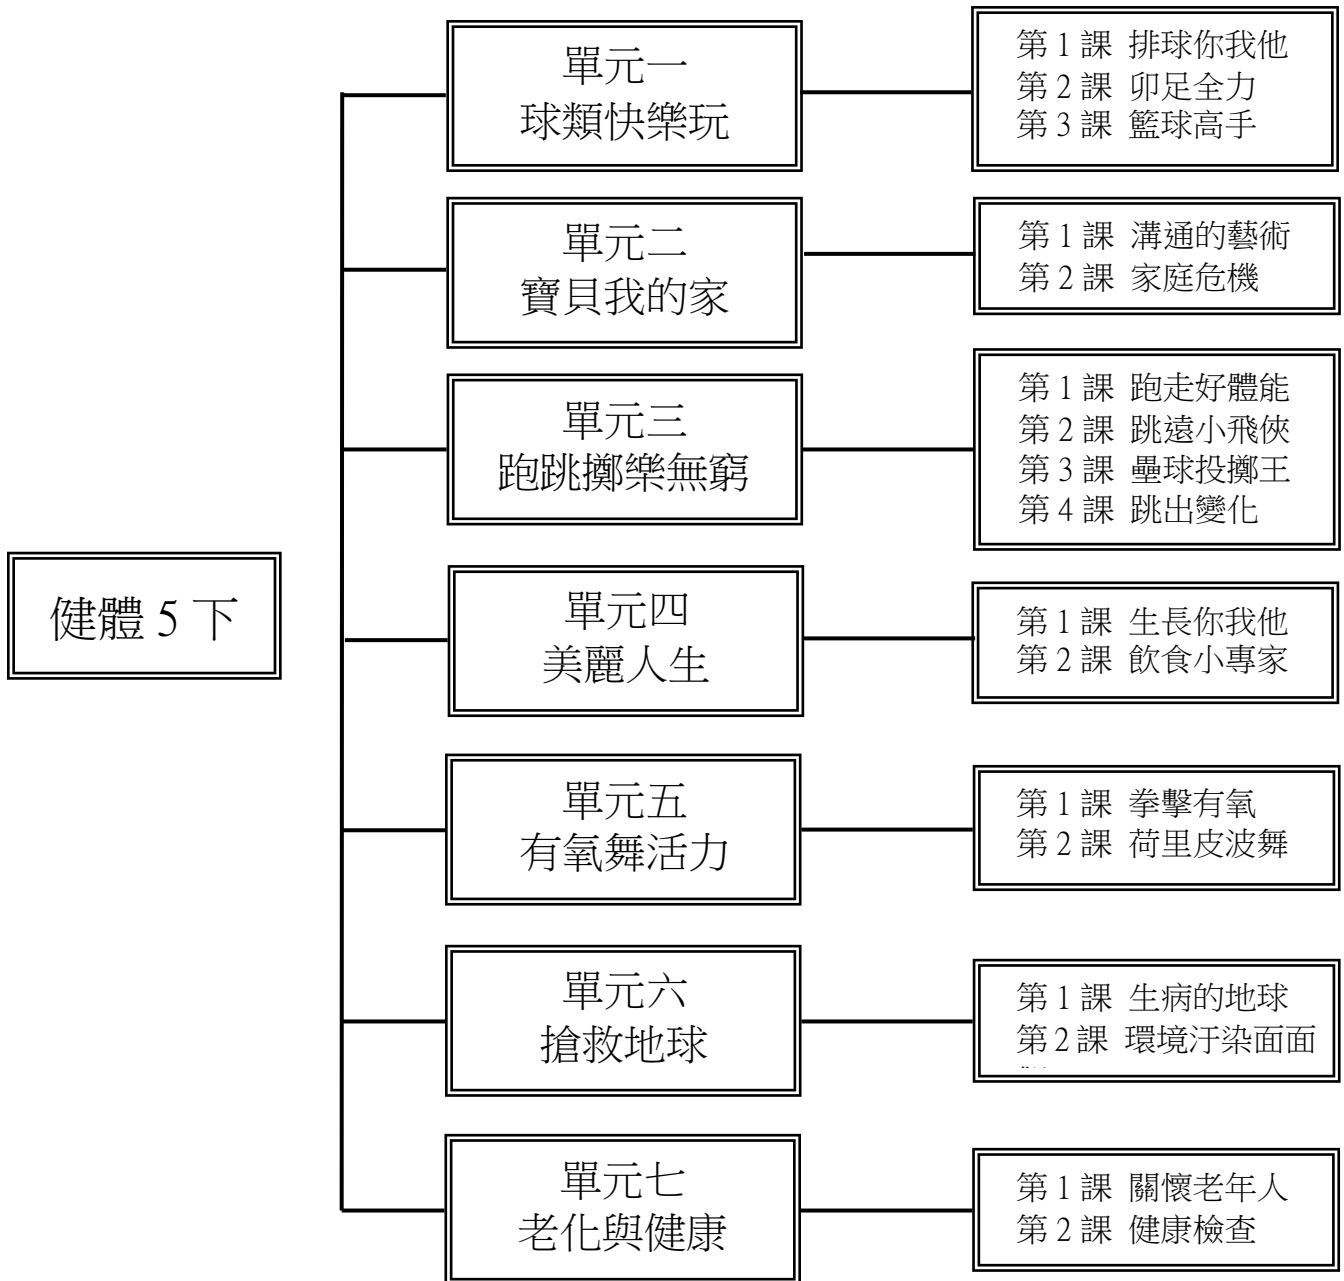 健體 5 下
單元一
球類快樂玩
第 1 課 排球你我他
第 2 課 卯足全力
第 3 課 籃球高手
單元二
寶貝我的家
第 1 課 溝通的藝術
第 2 課 家庭危機
單元三
跑跳擲樂無窮
第 1 課 跑走好體能
第 2 課 跳遠小飛俠
第 3 課 壘球投擲王
第 4 課 跳出變化
單元四
美麗人生
第 1 課 生長你我他
第 2 課 飲食小專家
單元五
有氧舞活力
第 1 課 拳擊有氧
第 2 課 荷里皮波舞
單元六
搶救地球
第 1 課 生病的地球
第 2 課 環境汙染面面
單元七
老化與健康
第 1 課 關懷老年人
第 2 課 健康檢查